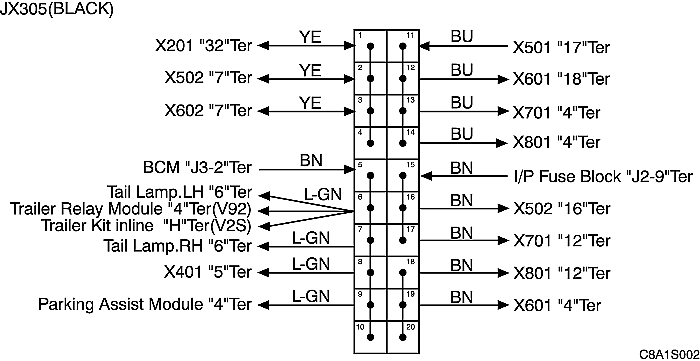 JX305(BLACK)
X201 "32"Ter YE 1 11 BU X501 "17"Ter
X502 "7"Ter YE 2 12 BU X601 "18"Ter
X602 "7"Ter YE 3 13 BU X701 "4"Ter
4 14 BU X801 "4"Ter
BCM "J3-2"Ter BN 5 15 BN I/P Fuse Block "J2-9"Ter
Tail Lamp.LH "6"Ter L-GN
Trailer Relay Module "4"Ter(V92) 6 16 BN X502 "16"Ter
Trailer Kit inline "H"Ter(V2S)
Tail Lamp.RH "6"Ter L-GN 7 17 BN X701 "12"Ter
X401 "5"Ter L-GN 8 18 BN X801 "12"Ter
Parking Assist Module "4"Ter L-GN 9 19 BN X601 "4"Ter
10 20
C8A1S002